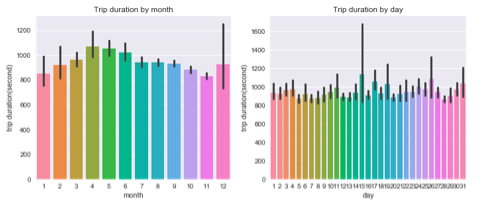 Trip duration by month
trip duration(second)
1200
1000
800
600
400
200
0
1 2 3 4 5 6 7 8 9 10 11 12
month
Trip duration by day
trip duration(second)
1600
1400
1200
1000
800
600
400
200
0
1 2 3 4 5 6 7 8 9 10 11 12 13 14 15 16 17 18 19 20 21 22 23 24 25 26 27 28 29 30 31
day